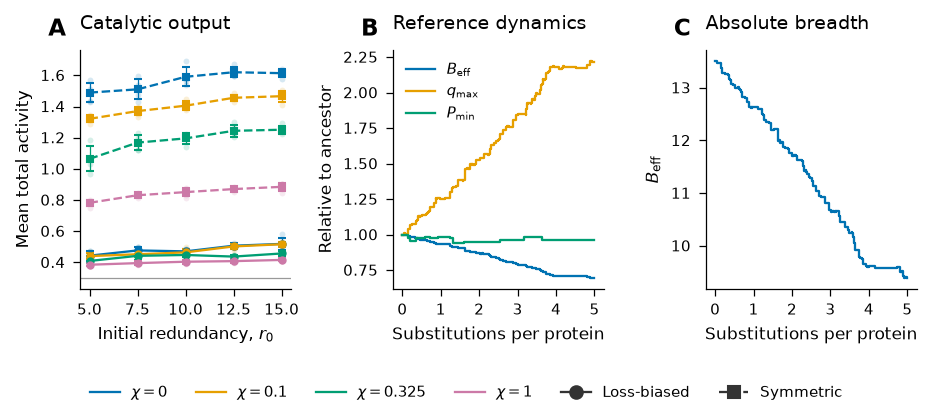 A Catalytic output
Mean total activity
1.6
1.4
1.2
1.0
0.8
0.6
0.4
5.0 7.5 10.0 12.5 15.0
Initial redundancy, r₀
B Reference dynamics
Relative to ancestor
2.25
2.00
1.75
1.50
1.25
1.00
0.75
B_eff
q_max
P_min
0 1 2 3 4 5
Substitutions per protein
C Absolute breadth
B_eff
13
12
11
10
0 1 2 3 4 5
Substitutions per protein
χ = 0 χ = 0.1 χ = 0.325 χ = 1 Loss-biased Symmetric